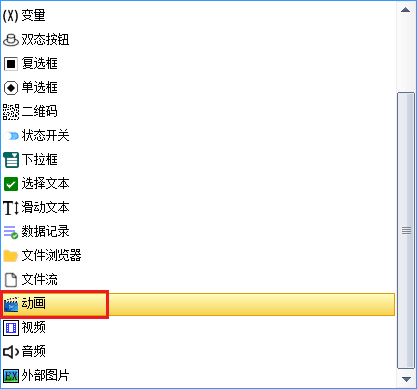 (X) 变量
双态按钮
复选框
单选框
二维码
状态开关
下拉框
选择文本
T 滑动文本
数据记录
文件浏览器
文件流
动画
视频
音频
EX 外部图片